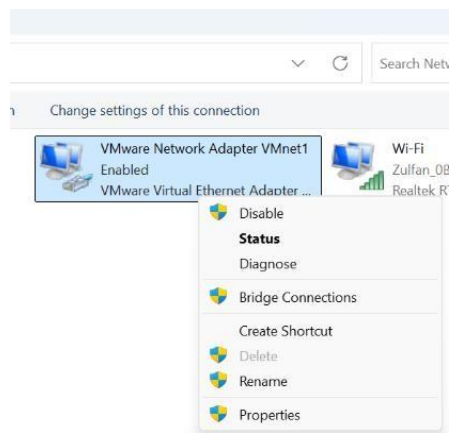 Search Netw
Change settings of this connection
VMware Network Adapter VMnet1
Enabled
VMware Virtual Ethernet Adapter ...
Wi-Fi
Zulfan_0B
Realtek RT
Disable
Status
Diagnose
Bridge Connections
Create Shortcut
Delete
Rename
Properties